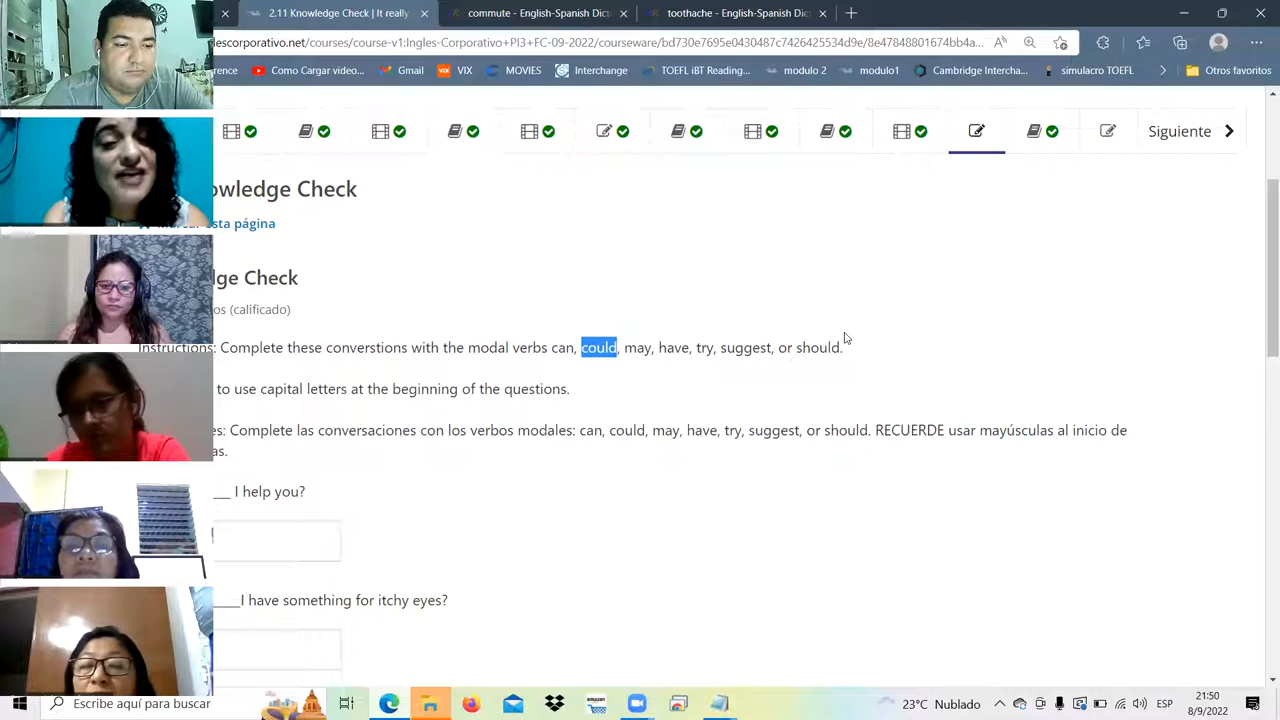 2.11 Knowledge Check | It really
commute - English-Spanish Dict
toothache - English-Spanish Dic
lescorporativo.net/courses/course-v1:Ingles-Corporativo+PI3+FC-09-2022/courseware/bd730e7695e0430487c7426425534d9e/8e47848801674bb4a...
rence Como Cargar video... Gmail VIX MOVIES Interchange TOEFL iBT Reading... modulo 2 modulo1 Cambridge Intercha... simulacro TOEFL Otros favoritos
Siguiente
owledge Check
Marcar esta página
ge Check
os (calificado)
Instructions: Complete these converstions with the modal verbs can, could, may, have, try, suggest, or should.
to use capital letters at the beginning of the questions.
es: Complete las conversaciones con los verbos modales: can, could, may, have, try, suggest, or should. RECUERDE usar mayúsculas al inicio de
as.
___ I help you?
____I have something for itchy eyes?
Escribe aquí para buscar
amazon
23°C Nublado
ESP
21:50
8/9/2022